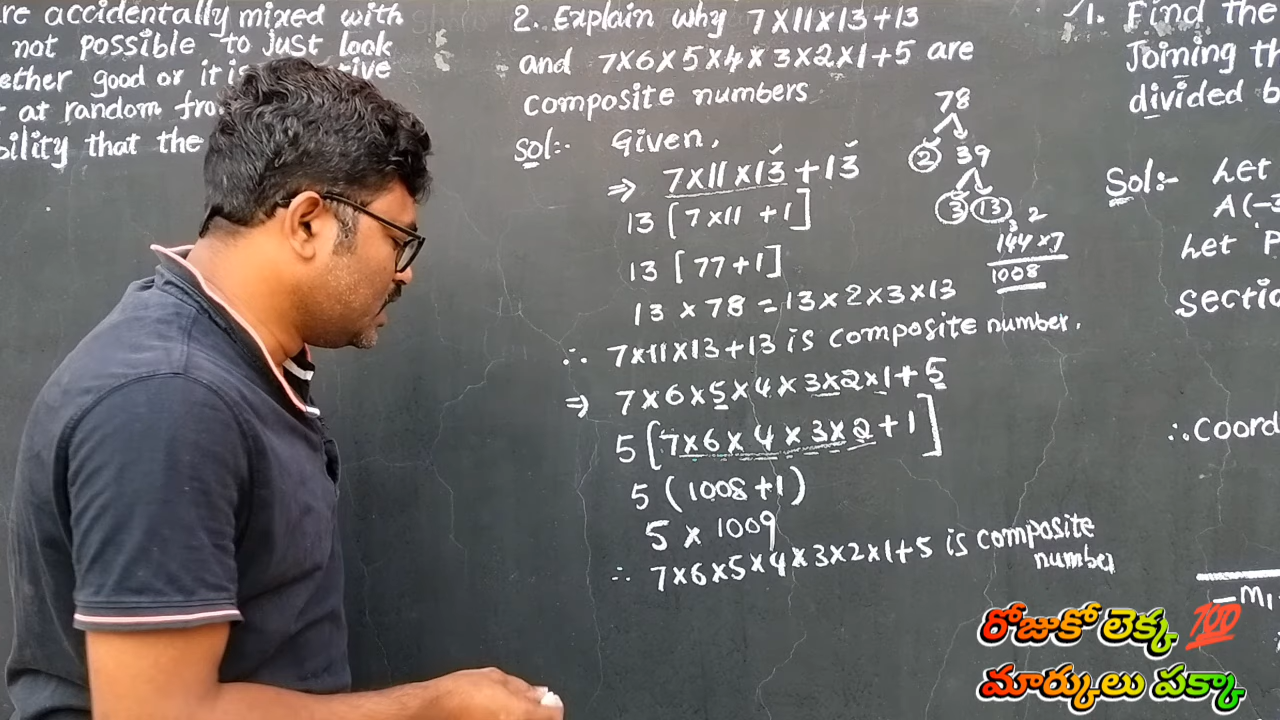 re accidentally mixed with
not possible to just look
ether good or it is
at random fro
bility that the
2. Explain why 7×11×13+13
and 7×6×5×4×3×2×1+5 are
composite numbers
Sol:- Given,
⇒ 7×11×13+13
13 [7×11 +1]
13 [77+1]
13 × 78 = 13×2×3×13
∴ 7×11×13+13 is composite number.
⇒ 7×6×5×4×3×2×1+5
5 [7×6×4×3×2+1]
5 (1008+1)
5 × 1009
∴ 7×6×5×4×3×2×1+5 is composite
number
78
2 39
3 13
3 2
144×7
1008
1. Find the
Joining th
divided b
Sol:- Let
A(-3
Let P
Sectio
∴ Coord
-m₁
రోజుకో లెక్క 💯
మార్కులు పక్కా